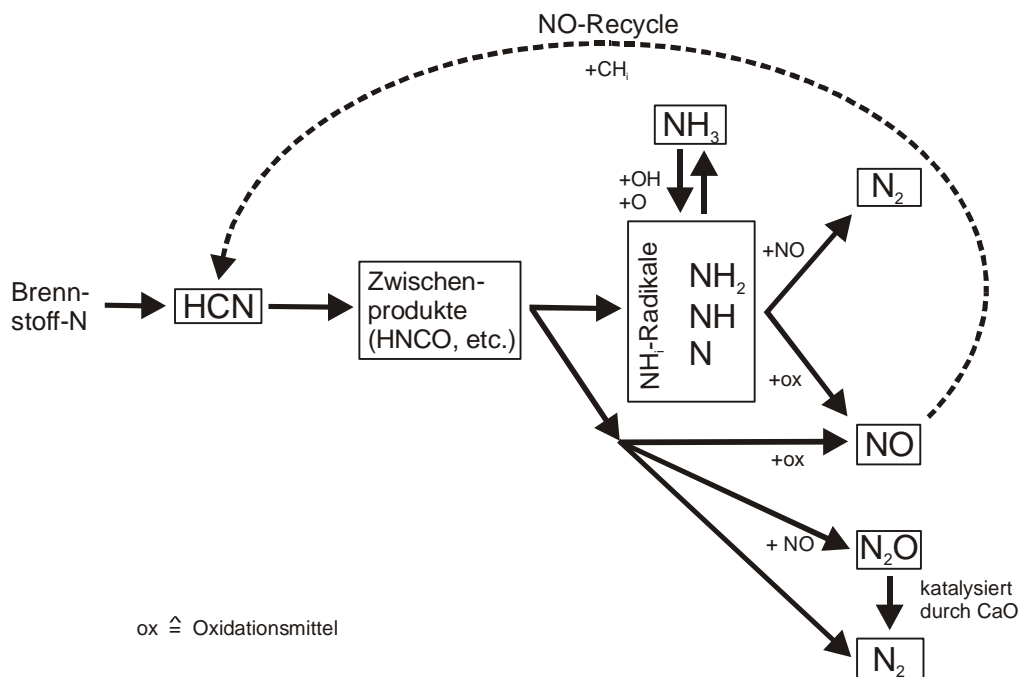 NO-Recycle
+CHᵢ
NH₃
+OH
+O
N₂
+NO
Brenn-
stoff-N
HCN
Zwischen-
produkte
(HNCO, etc.)
NHᵢ-Radikale
NH₂
NH
N
+ox
NO
+ox
+ NO
N₂O
katalysiert
durch CaO
N₂
ox ≙ Oxidationsmittel